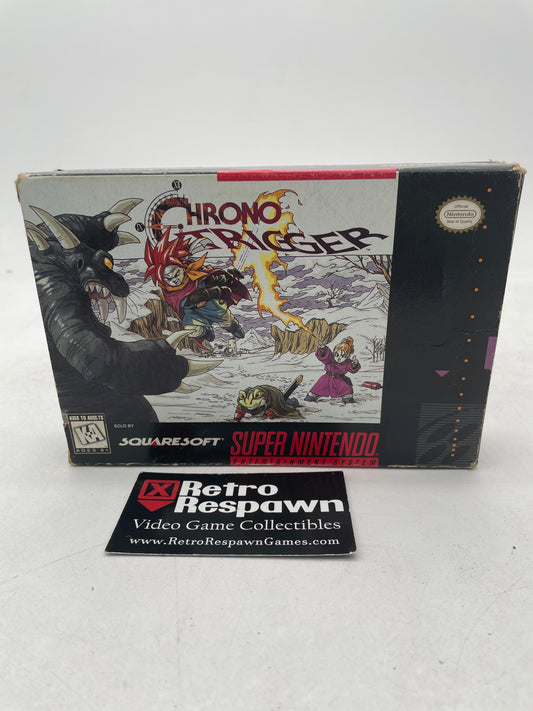 CHRONO
TRIGGER
Official
Nintendo
Seal of Quality
KIDS TO ADULTS
KA
AGES 6+
SOLD BY
SQUARESOFT
SUPER NINTENDO
ENTERTAINMENT SYSTEM
Retro
Respawn
Video Game Collectibles
www.RetroRespawnGames.com